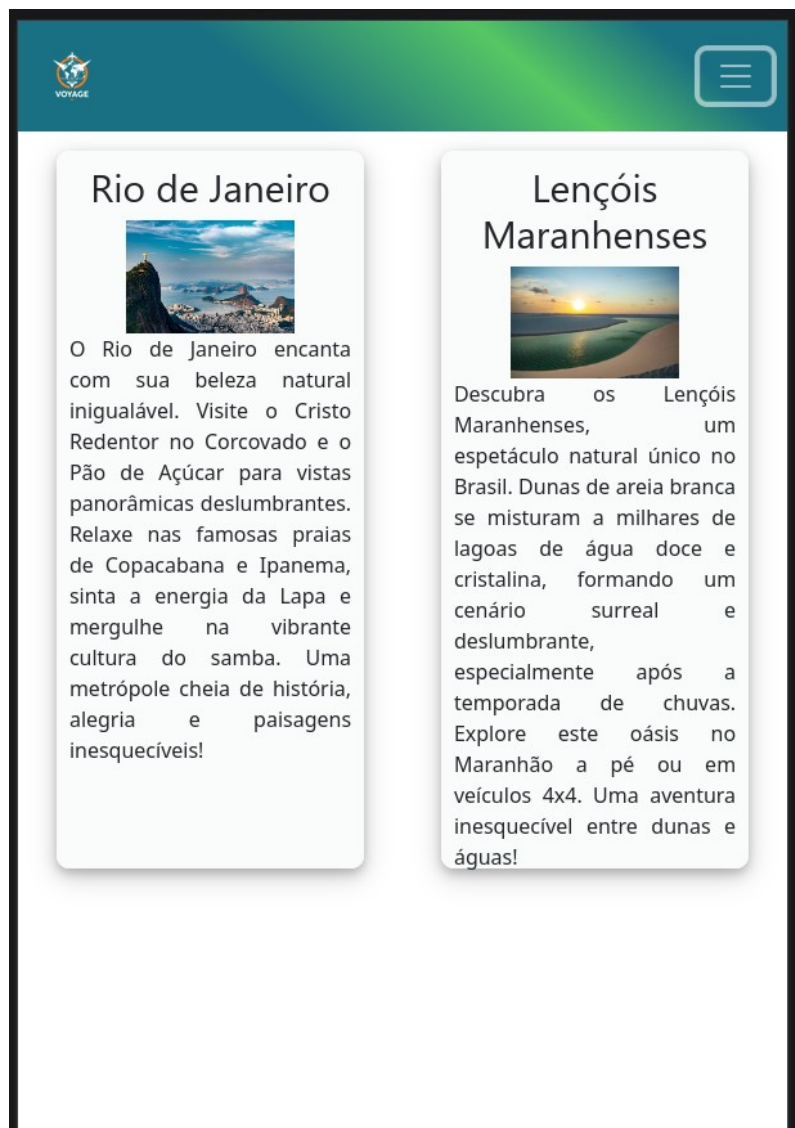 VOYAGE
Rio de Janeiro
O Rio de Janeiro encanta
com sua beleza natural
inigualável. Visite o Cristo
Redentor no Corcovado e o
Pão de Açúcar para vistas
panorâmicas deslumbrantes.
Relaxe nas famosas praias
de Copacabana e Ipanema,
sinta a energia da Lapa e
mergulhe na vibrante
cultura do samba. Uma
metrópole cheia de história,
alegria e paisagens
inesquecíveis!
Lençóis
Maranhenses
Descubra os Lençóis
Maranhenses, um
espetáculo natural único no
Brasil. Dunas de areia branca
se misturam a milhares de
lagoas de água doce e
cristalina, formando um
cenário surreal e
deslumbrante,
especialmente após a
temporada de chuvas.
Explore este oásis no
Maranhão a pé ou em
veículos 4x4. Uma aventura
inesquecível entre dunas e
águas!